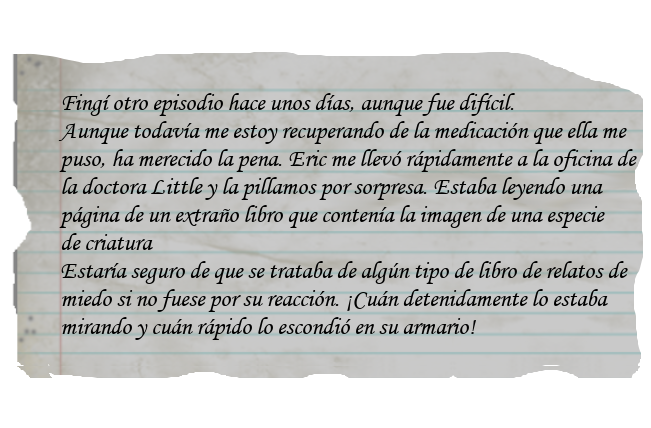 Fingí otro episodio hace unos días, aunque fue difícil.
Aunque todavía me estoy recuperando de la medicación que ella me
puso, ha merecido la pena. Eric me llevó rápidamente a la oficina de
la doctora Little y la pillamos por sorpresa. Estaba leyendo una
página de un extraño libro que contenía la imagen de una especie
de criatura
Estaría seguro de que se trataba de algún tipo de libro de relatos de
miedo si no fuese por su reacción. ¡Cuán detenidamente lo estaba
mirando y cuán rápido lo escondió en su armario!